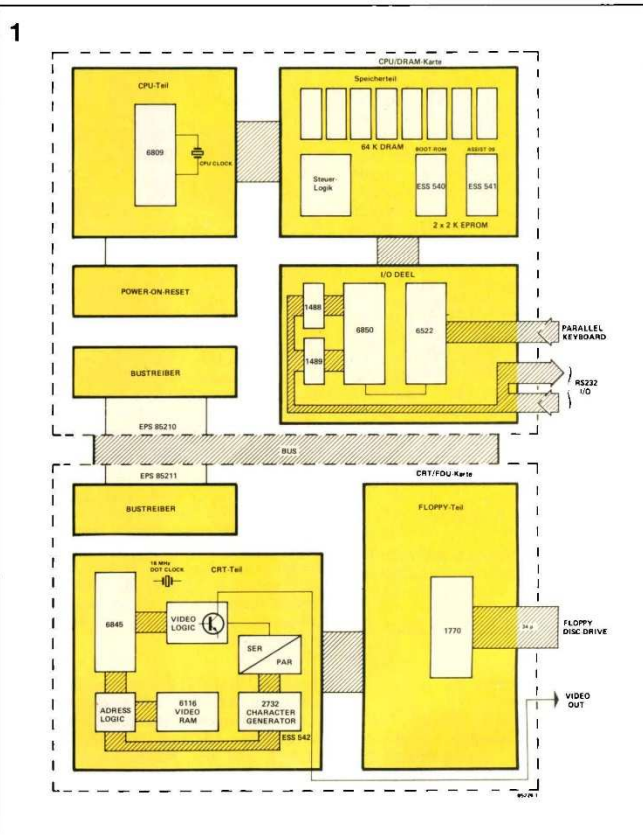 1
CPU/DRAM-Karte
CPU-Teil
6809
CPU CLOCK
Speicherteil
64 K DRAM
BOOT-ROM
ASSIST 09
Steuer-
Logik
ESS 540
ESS 541
2 x 2 K EPROM
POWER-ON-RESET
I/O DEEL
1488
1489
6850
6522
PARALLEL
KEYBOARD
RS232
I/O
BUSTREIBER
EPS 85210
BUS
EPS 85211
CRT/FDU-Karte
BUSTREIBER
FLOPPY-Teil
16 MHz
DOT CLOCK
CRT-Teil
6845
VIDEO
LOGIC
SER
PAR
1770
34 p
FLOPPY
DISC DRIVE
ADRESS
LOGIC
6116
VIDEO
RAM
2732
CHARACTER
GENERATOR
ESS 542
VIDEO
OUT